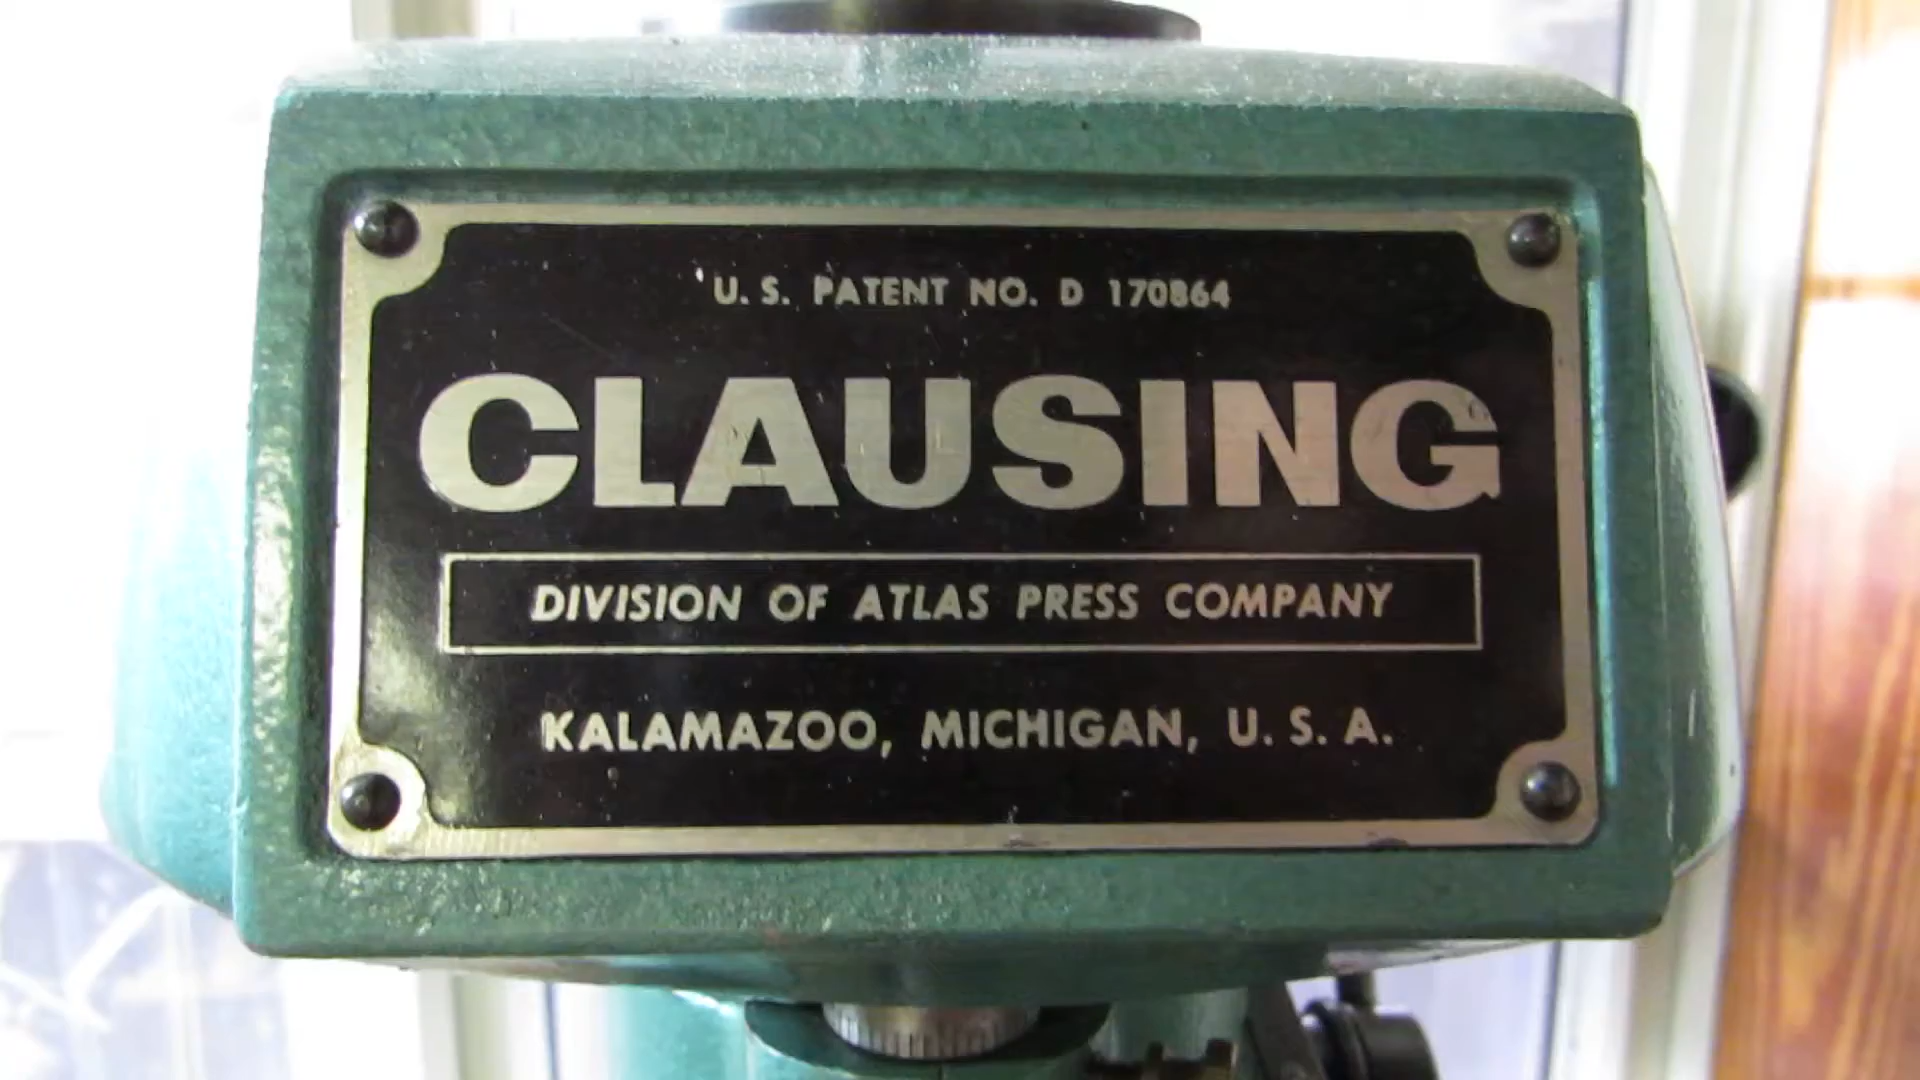 U. S. PATENT NO. D 170864
CLAUSING
DIVISION OF ATLAS PRESS COMPANY
KALAMAZOO, MICHIGAN, U. S. A.